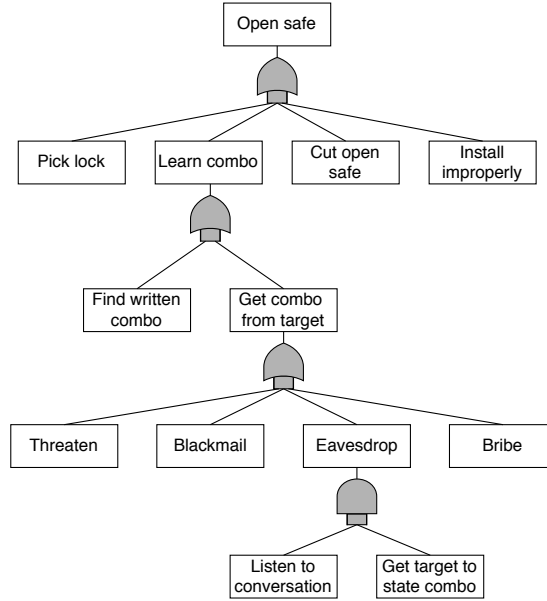 Open safe
Pick lock
Learn combo
Cut open
safe
Install
improperly
Find written
combo
Get combo
from target
Threaten
Blackmail
Eavesdrop
Bribe
Listen to
conversation
Get target to
state combo